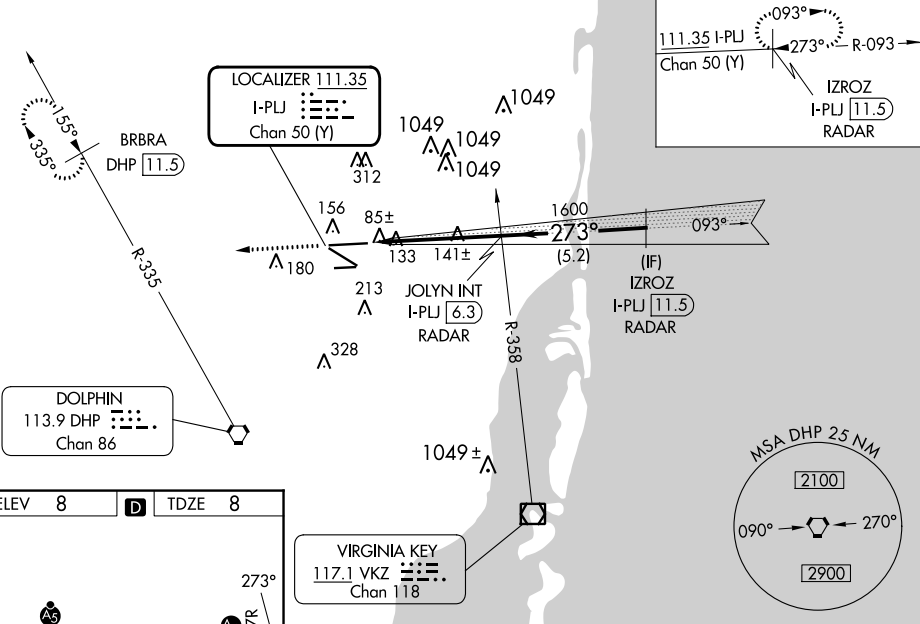 093°
111.35 I-PLJ
273°
R-093
Chan 50 (Y)
IZROZ
I-PLJ 11.5
RADAR
LOCALIZER 111.35
I-PLJ
Chan 50 (Y)
155°
335°
BRBRA
DHP 11.5
R-335
1049
1049
1049
1049
312
156
85±
133
141±
180
213
328
1600
273°
093°
(5.2)
(IF)
IZROZ
I-PLJ 11.5
RADAR
JOLYN INT
I-PLJ 6.3
RADAR
R-358
DOLPHIN
113.9 DHP
Chan 86
1049 ±
MSA DHP 25 NM
2100
090°
270°
2900
VIRGINIA KEY
117.1 VKZ
Chan 118
ELEV 8
D
TDZE 8
273°
A5
7R